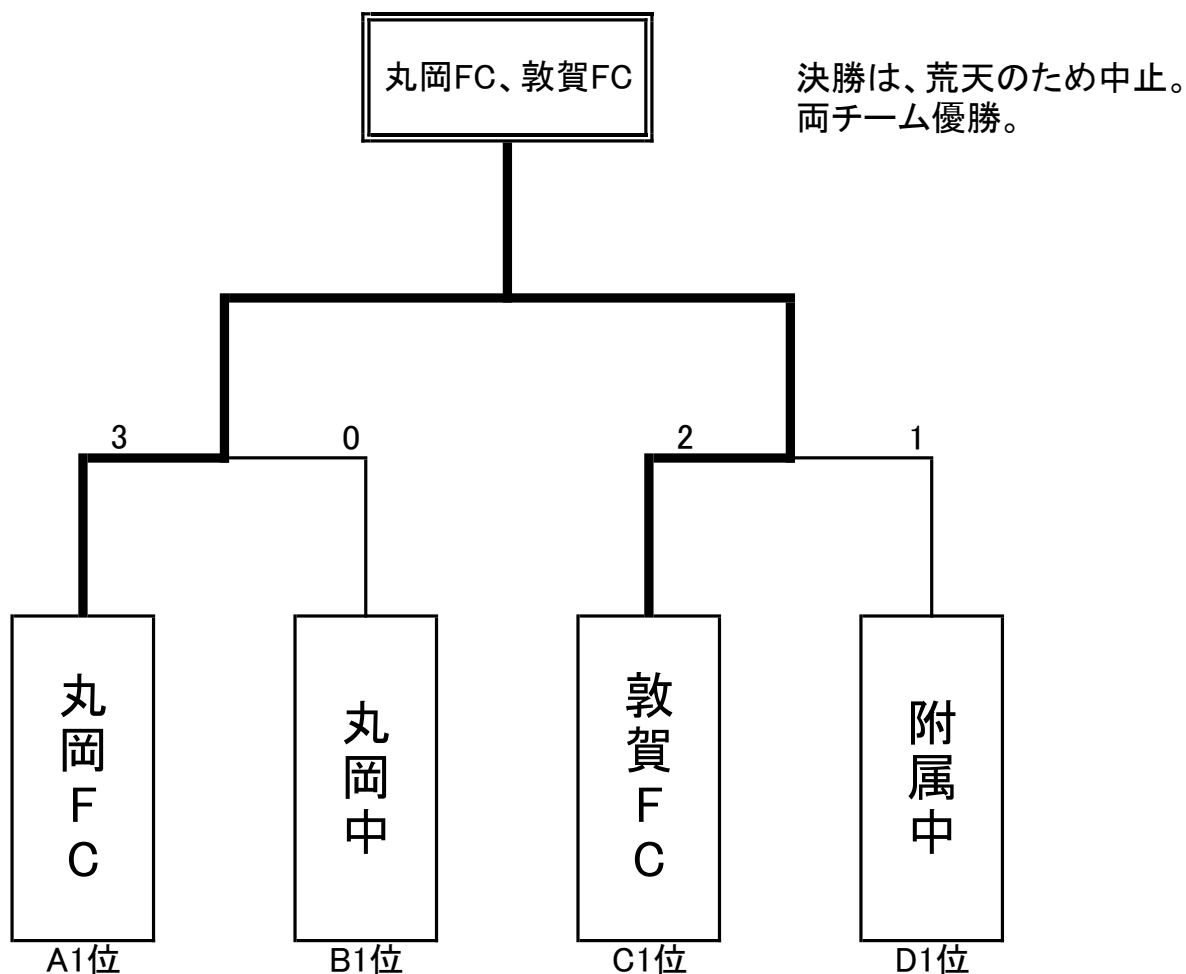 丸岡FC、敦賀FC
決勝は、荒天のため中止。
両チーム優勝。
3
0
2
1
丸岡FC
丸岡中
敦賀FC
附属中
A1位
B1位
C1位
D1位